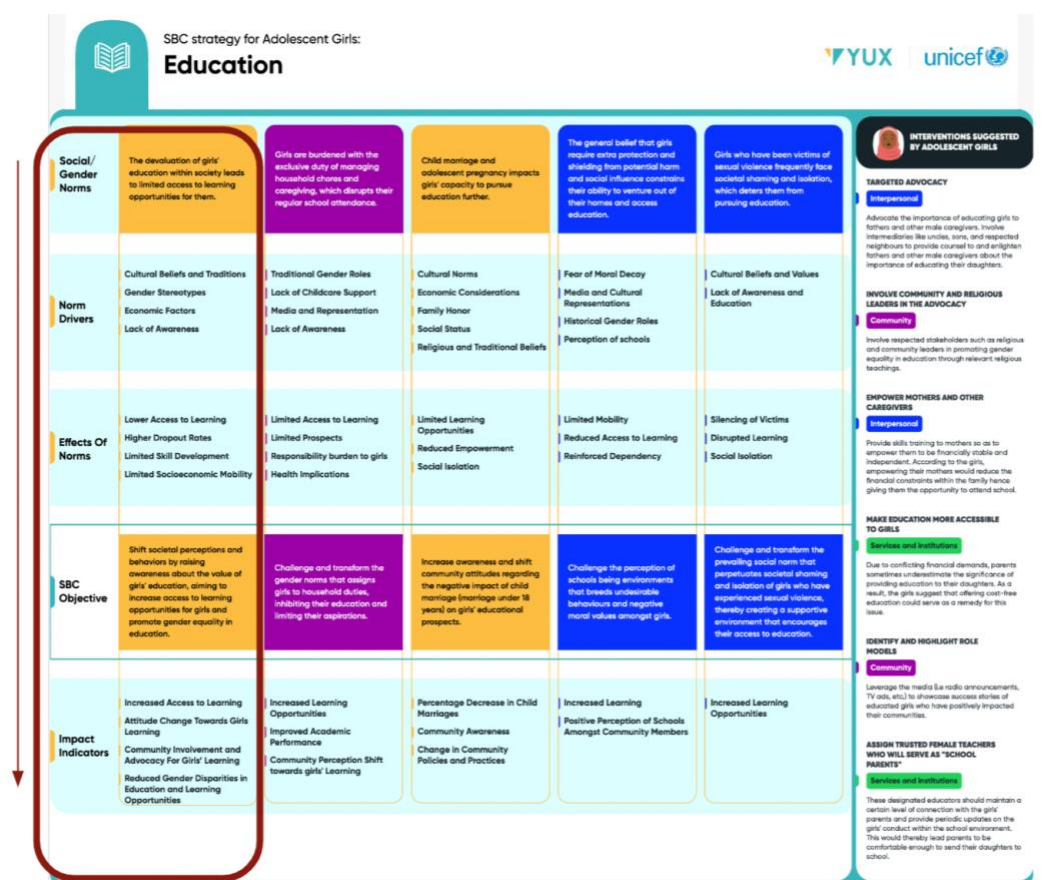 SBC strategy for Adolescent Girls:
Education
YUX
unicef
Social/
Gender
Norms
The devaluation of girls'
education within society leads
to limited access to learning
opportunities for them.
Girls are burdened with the
exclusive duty of managing
household chores and
caregiving, which disrupts their
regular school attendance.
Child marriage and
adolescent pregnancy impacts
girls' capacity to pursue
education further.
The general belief that girls
require extra protection and
shielding from potential harm
and social influence constrains
their ability to venture out of
their homes and access
education.
Girls who have been victims of
sexual violence frequently face
societal shaming and isolation,
which deters them from
pursuing education.
Norm
Drivers
Cultural Beliefs and Traditions
Gender Stereotypes
Economic Factors
Lack of Awareness
Traditional Gender Roles
Lack of Childcare Support
Media and Representation
Lack of Awareness
Cultural Norms
Economic Considerations
Family Honor
Social Status
Religious and Traditional Beliefs
Fear of Moral Decay
Media and Cultural
Representations
Historical Gender Roles
Perception of schools
Cultural Beliefs and Values
Lack of Awareness and
Education
Effects Of
Norms
Lower Access to Learning
Higher Dropout Rates
Limited Skill Development
Limited Socioeconomic Mobility
Limited Access to Learning
Limited Prospects
Responsibility burden to girls
Health Implications
Limited Learning
Opportunities
Reduced Empowerment
Social Isolation
Limited Mobility
Reduced Access to Learning
Reinforced Dependency
Silencing of Victims
Disrupted Learning
Social Isolation
SBC
Objective
Shift societal perceptions and
behaviors by raising
awareness about the value of
girls' education, aiming to
increase access to learning
opportunities for girls and
promote gender equality in
education.
Challenge and transform the
gender norms that assigns
girls to household duties,
inhibiting their education and
limiting their aspirations.
Increase awareness and shift
community attitudes regarding
the negative impact of child
marriage (marriage under 18
years) on girls' educational
prospects.
Challenge the perception of
schools being environments
that breeds undesirable
behaviours and negative
moral values amongst girls.
Challenge and transform the
prevailing social norm that
perpetuates societal shaming
and isolation of girls who have
experienced sexual violence,
thereby creating a supportive
environment that encourages
their access to education.
Impact
Indicators
Increased Access to Learning
Attitude Change Towards Girls
Learning
Community Involvement and
Advocacy For Girls' Learning
Reduced Gender Disparities in
Education and Learning
Opportunities
Increased Learning
Opportunities
Improved Academic
Performance
Community Perception Shift
towards girls' Learning
Percentage Decrease in Child
Marriages
Community Awareness
Change in Community
Policies and Practices
Increased Learning
Positive Perception of Schools
Amongst Community Members
Increased Learning
Opportunities
INTERVENTIONS SUGGESTED
BY ADOLESCENT GIRLS
TARGETED ADVOCACY
Interpersonal
Advocate the importance of educating girls to
fathers and other male caregivers. Involve
intermediaries like uncles, sons, and respected
neighbours to provide counsel to and enlighten
fathers and other male caregivers about the
importance of educating their daughters.
INVOLVE COMMUNITY AND RELIGIOUS
LEADERS IN THE ADVOCACY
Community
Involve respected stakeholders such as religious
and community leaders in promoting gender
equality in education through relevant religious
teachings.
EMPOWER MOTHERS AND OTHER
CAREGIVERS
Interpersonal
Provide skills training to mothers so as to
empower them to be financially stable and
independent. According to the girls,
empowering their mothers would reduce the
financial constraints within the family hence
giving them the opportunity to attend school.
MAKE EDUCATION MORE ACCESSIBLE
TO GIRLS
Services and Institutions
Due to conflicting financial demands, parents
sometimes underestimate the significance of
providing education to their daughters. As a
result, the girls suggest that offering cost-free
education could serve as a remedy for this
issue.
IDENTIFY AND HIGHLIGHT ROLE
MODELS
Community
Leverage the media (i.e radio announcements,
TV ads, etc.) to showcase success stories of
educated girls who have positively impacted
their communities.
ASSIGN TRUSTED FEMALE TEACHERS
WHO WILL SERVE AS "SCHOOL
PARENTS"
Services and Institutions
These designated educators should maintain a
certain level of connection with the girls'
parents and provide periodic updates on the
girls' conduct within the school environment.
This would thereby lead parents to be
comfortable enough to send their daughters to
school.